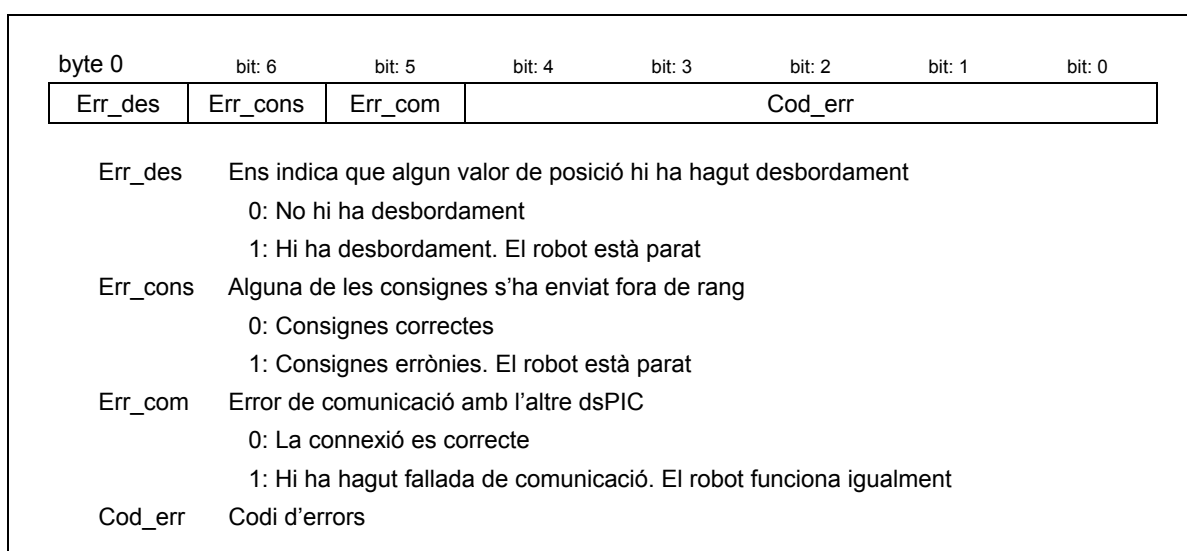 byte 0 bit: 6 bit: 5 bit: 4 bit: 3 bit: 2 bit: 1 bit: 0
Err_des Err_cons Err_com Cod_err
Err_des Ens indica que algun valor de posició hi ha hagut desbordament
0: No hi ha desbordament
1: Hi ha desbordament. El robot està parat
Err_cons Alguna de les consignes s’ha enviat fora de rang
0: Consignes correctes
1: Consignes errònies. El robot està parat
Err_com Error de comunicació amb l’altre dsPIC
0: La connexió es correcte
1: Hi ha hagut fallada de comunicació. El robot funciona igualment
Cod_err Codi d’errors